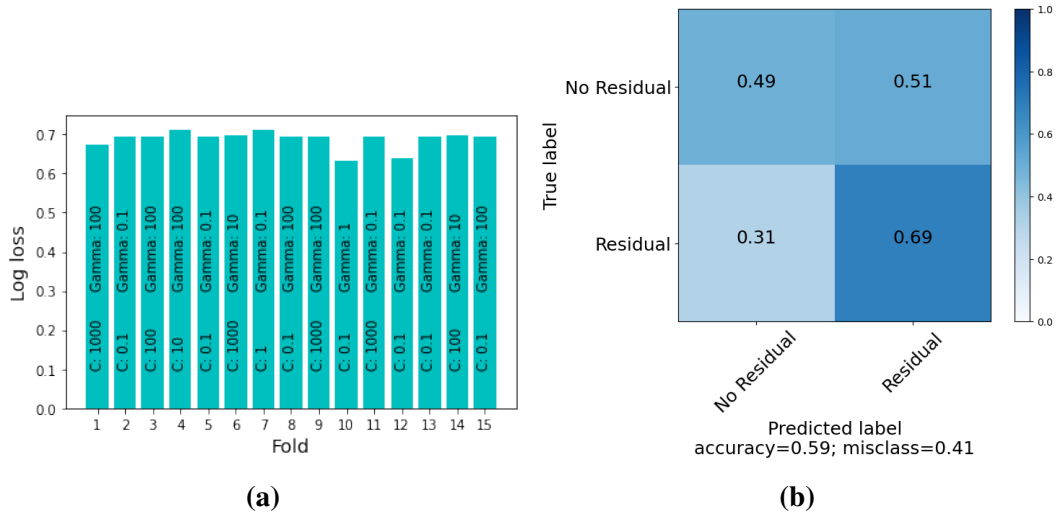 Log loss
0.7
0.6
0.5
0.4
0.3
0.2
0.1
0.0
C: 1000 Gamma: 100
C: 0.1 Gamma: 0.1
C: 100 Gamma: 100
C: 10 Gamma: 100
C: 0.1 Gamma: 0.1
C: 1000 Gamma: 10
C: 1 Gamma: 0.1
C: 0.1 Gamma: 100
C: 1000 Gamma: 100
C: 0.1 Gamma: 1
C: 1000 Gamma: 0.1
C: 0.1 Gamma: 0.1
C: 0.1 Gamma: 0.1
C: 100 Gamma: 10
C: 0.1 Gamma: 100
1 2 3 4 5 6 7 8 9 10 11 12 13 14 15
Fold
(a)
True label
No Residual
Residual
0.49 0.51
0.31 0.69
No Residual
Residual
Predicted label
accuracy=0.59; misclass=0.41
1.0
0.8
0.6
0.4
0.2
0.0
(b)